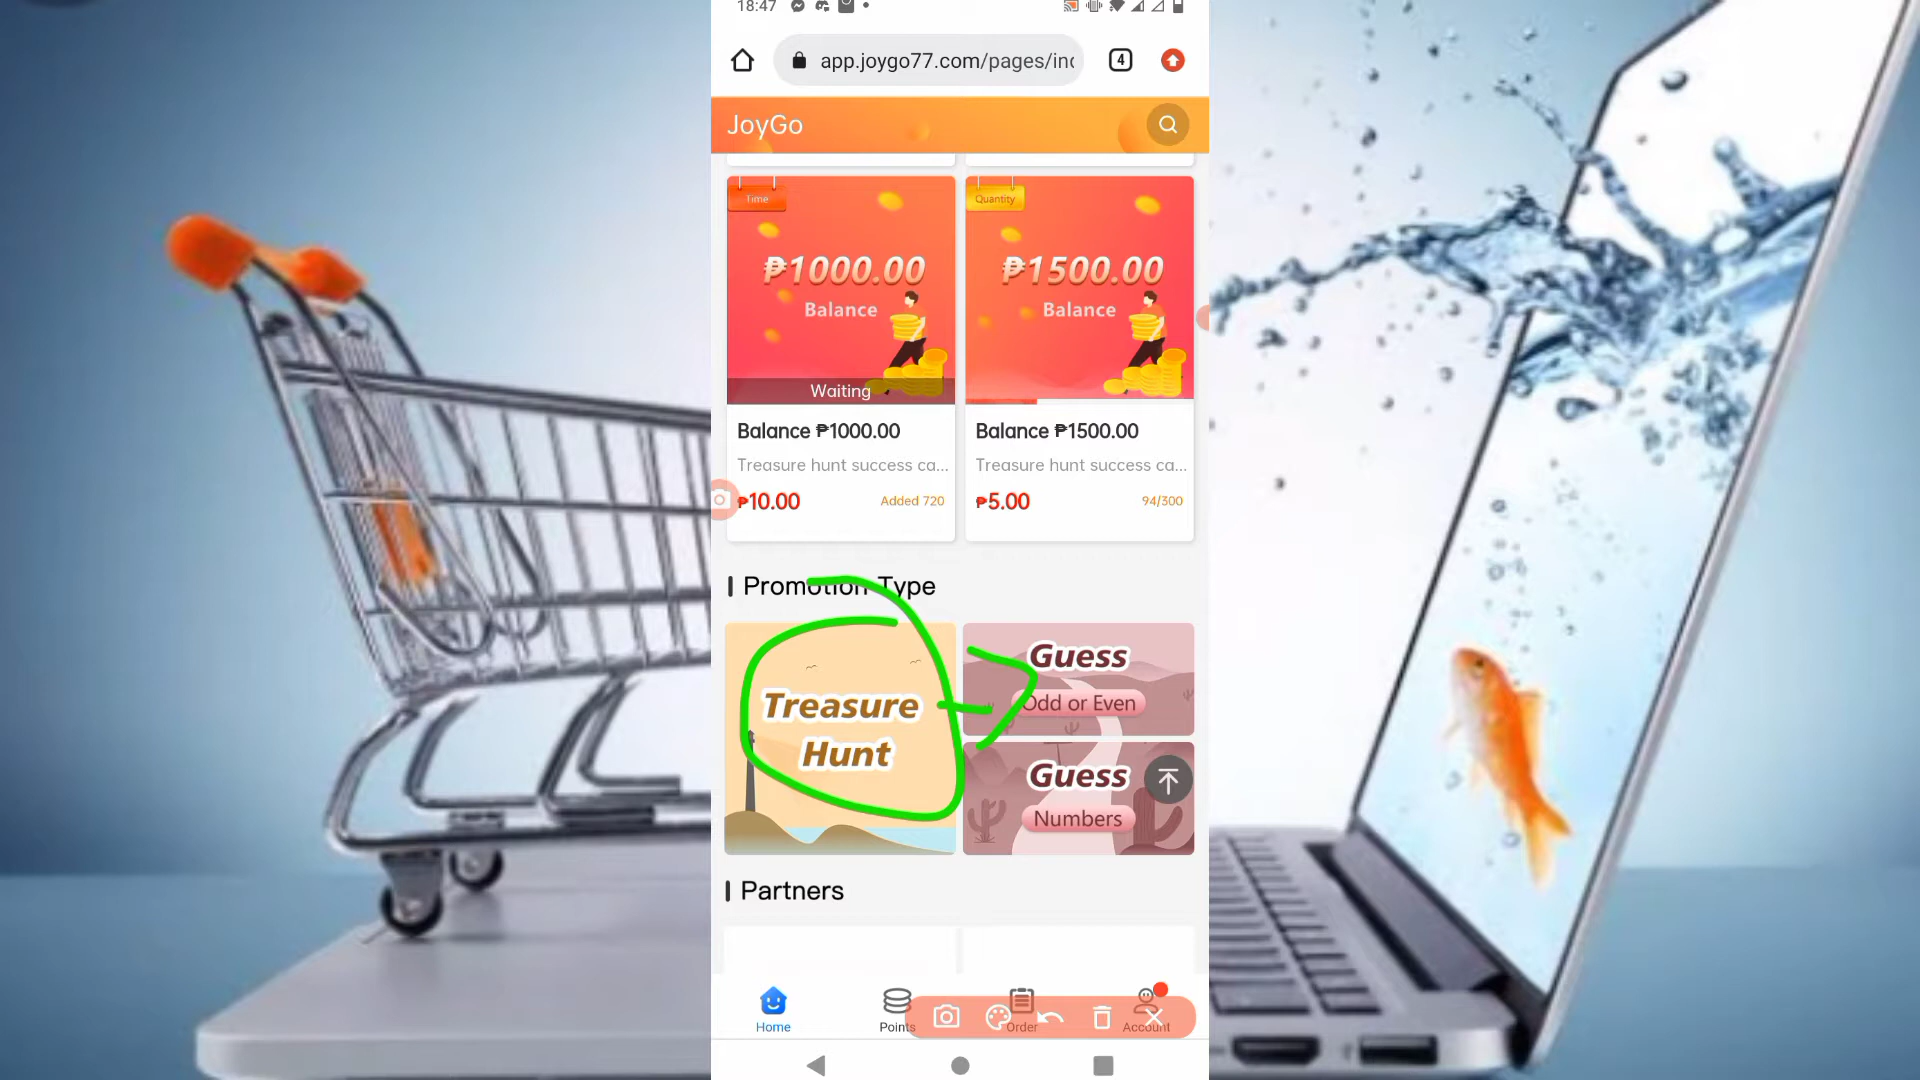 18:47
app.joygo77.com/pages/inc
4
JoyGo
Time
₱1000.00
Balance
Waiting
Balance ₱1000.00
Treasure hunt success ca...
₱10.00
Added 720
Quantity
₱1500.00
Balance
Balance ₱1500.00
Treasure hunt success ca...
₱5.00
94/300
Promotion Type
Treasure
Hunt
Guess
Odd or Even
Guess
Numbers
Partners
Home
Points
Order
Account